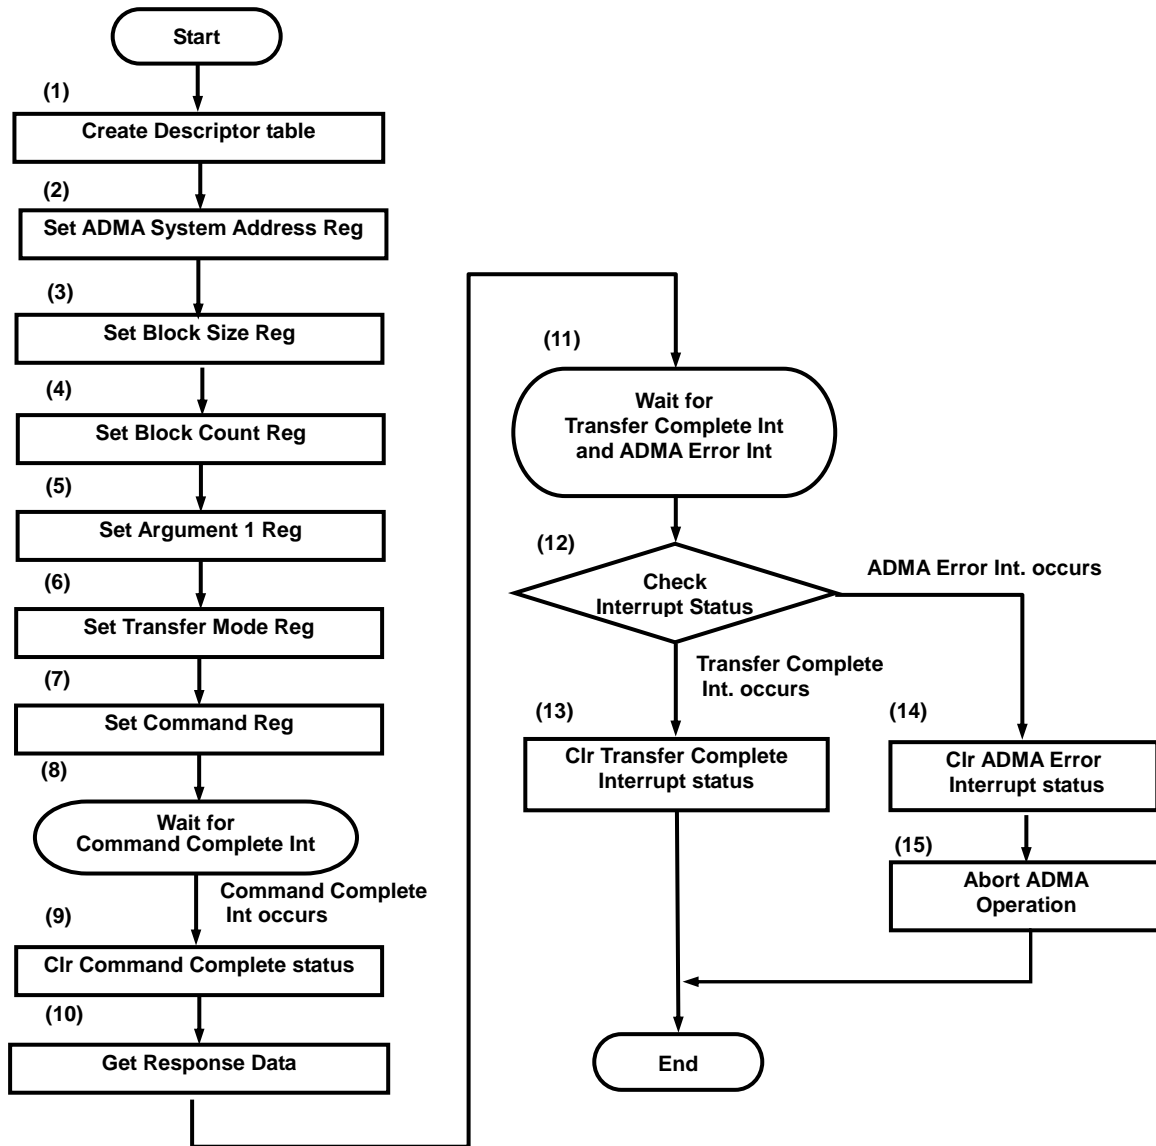 Start
(1)
Create Descriptor table
(2)
Set ADMA System Address Reg
(3)
Set Block Size Reg
(4)
Set Block Count Reg
(5)
Set Argument 1 Reg
(6)
Set Transfer Mode Reg
(7)
Set Command Reg
(8)
Wait for
Command Complete Int
Command Complete
Int occurs
(9)
Clr Command Complete status
(10)
Get Response Data
(11)
Wait for
Transfer Complete Int
and ADMA Error Int
(12)
Check
Interrupt Status
ADMA Error Int. occurs
Transfer Complete
Int. occurs
(13)
Clr Transfer Complete
Interrupt status
(14)
Clr ADMA Error
Interrupt status
(15)
Abort ADMA
Operation
End